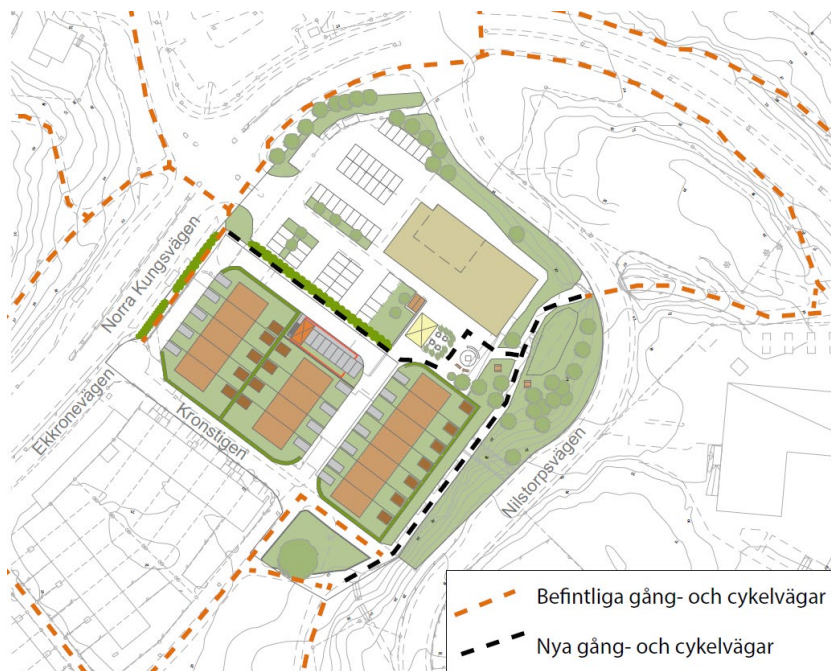 Norra Kungsvägen
Ekkronevägen
Kronstigen
Nilstorpsvägen
Befintliga gång- och cykelvägar
Nya gång- och cykelvägar